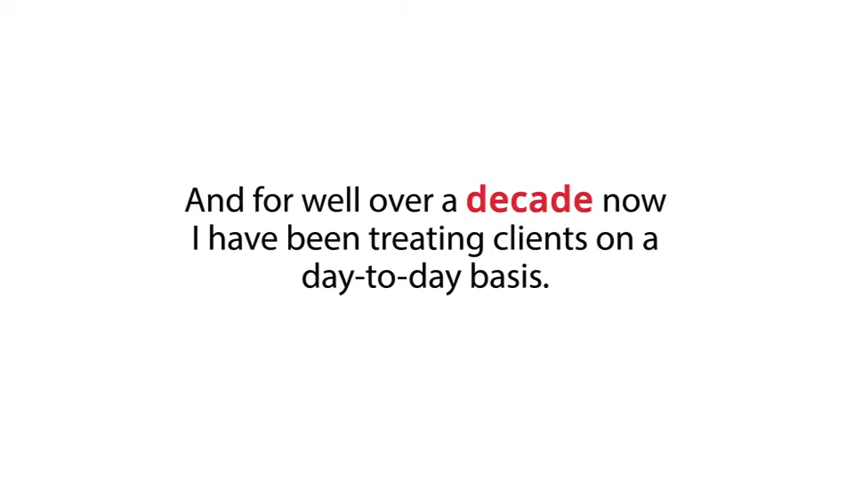 And for well over a decade now
I have been treating clients on a
day-to-day basis.